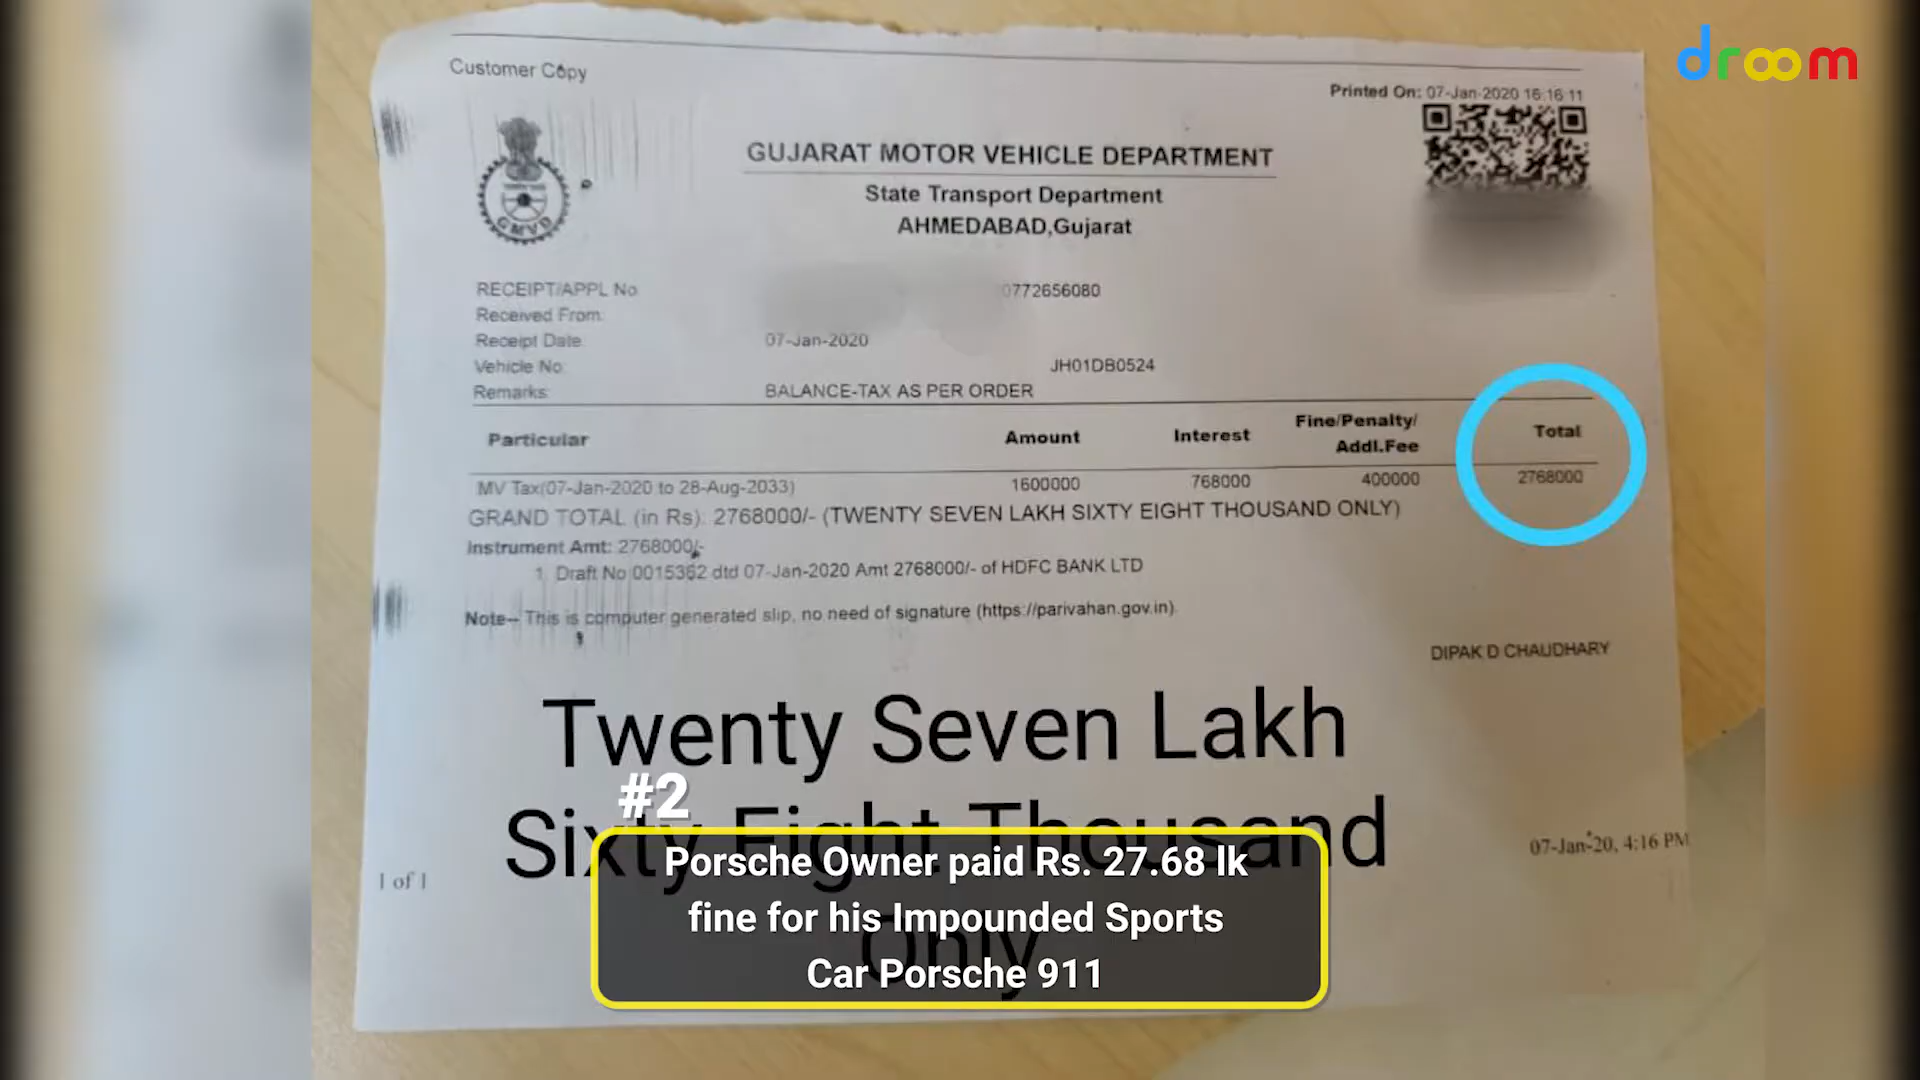 droom
Customer Copy
Printed On: 07-Jan-2020 16:16:11
GMVD
GUJARAT MOTOR VEHICLE DEPARTMENT
State Transport Department
AHMEDABAD,Gujarat
RECEIPT/APPL No 0772656080
Received From:
Receipt Date: 07-Jan-2020
Vehicle No: JH01DB0524
Remarks: BALANCE-TAX AS PER ORDER
Particular Amount Interest Fine/Penalty/ Addl.Fee Total
MV Tax(07-Jan-2020 to 28-Aug-2033) 1600000 768000 400000 2768000
GRAND TOTAL (in Rs): 2768000/- (TWENTY SEVEN LAKH SIXTY EIGHT THOUSAND ONLY)
Instrument Amt: 2768000/-
1. Draft No 0015362 dtd 07-Jan-2020 Amt 2768000/- of HDFC BANK LTD
Note-- This is computer generated slip, no need of signature (https://parivahan.gov.in).
DIPAK D CHAUDHARY
Twenty Seven Lakh
Sixty Eight Thousand
Only
07-Jan-20, 4:16 PM
1 of 1
#2
Porsche Owner paid Rs. 27.68 lk
fine for his Impounded Sports
Car Porsche 911